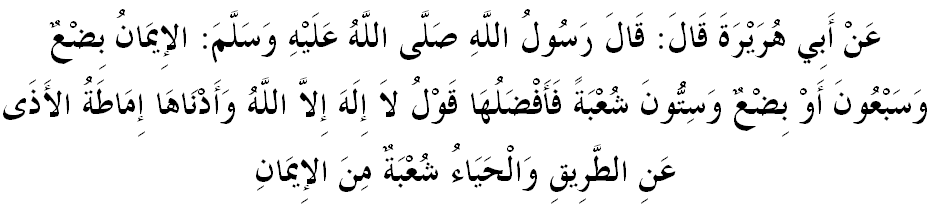 عَنْ أَبِي هُرَيْرَةَ قَالَ: قَالَ رَسُولُ اللَّهِ صَلَّى اللَّهُ عَلَيْهِ وَسَلَّمَ: الإِيمَانُ بِضْعٌ
وَسَبْعُونَ أَوْ بِضْعٌ وَسِتُّونَ شُعْبَةً فَأَفْضَلُهَا قَوْلُ لاَ إِلَهَ إِلاَّ اللَّهُ وَأَدْنَاهَا إِمَاطَةُ الأَذَى
عَنِ الطَّرِيقِ وَالْحَيَاءُ شُعْبَةٌ مِنَ الإِيمَانِ